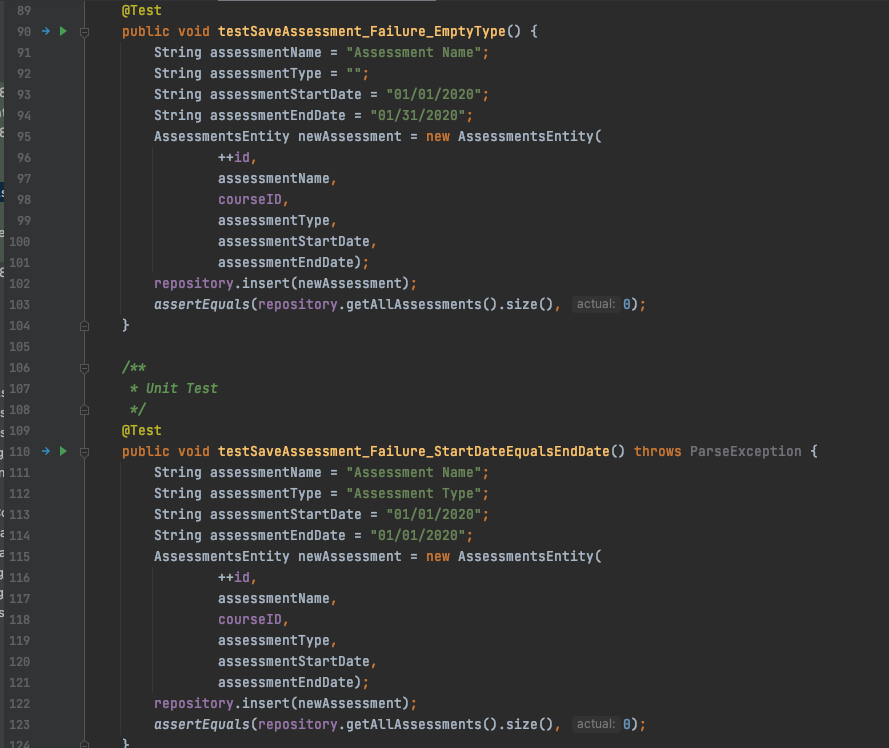 89 @Test
90 public void testSaveAssessment_Failure_EmptyType() {
91 String assessmentName = "Assessment Name";
92 String assessmentType = "";
93 String assessmentStartDate = "01/01/2020";
94 String assessmentEndDate = "01/31/2020";
95 AssessmentsEntity newAssessment = new AssessmentsEntity(
96 ++id,
97 assessmentName,
98 courseID,
99 assessmentType,
100 assessmentStartDate,
101 assessmentEndDate);
102 repository.insert(newAssessment);
103 assertEquals(repository.getAllAssessments().size(), actual: 0);
104 }
105
106 /**
107 * Unit Test
108 */
109 @Test
110 public void testSaveAssessment_Failure_StartDateEqualsEndDate() throws ParseException {
111 String assessmentName = "Assessment Name";
112 String assessmentType = "Assessment Type";
113 String assessmentStartDate = "01/01/2020";
114 String assessmentEndDate = "01/01/2020";
115 AssessmentsEntity newAssessment = new AssessmentsEntity(
116 ++id,
117 assessmentName,
118 courseID,
119 assessmentType,
120 assessmentStartDate,
121 assessmentEndDate);
122 repository.insert(newAssessment);
123 assertEquals(repository.getAllAssessments().size(), actual: 0);
124 }